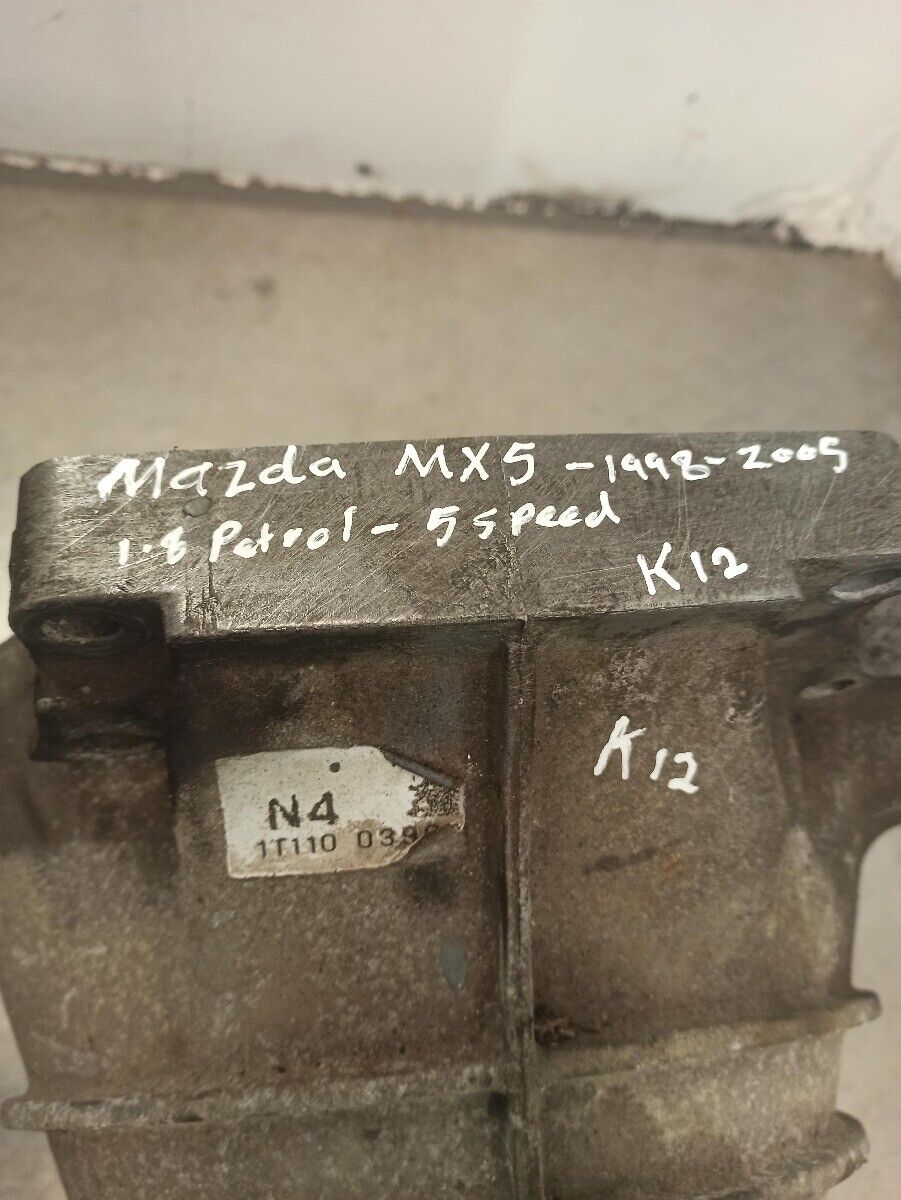 Mazda MX5 - 1998-2005
1.8 Petrol - 5 speed
K12
K12
N4
1T110